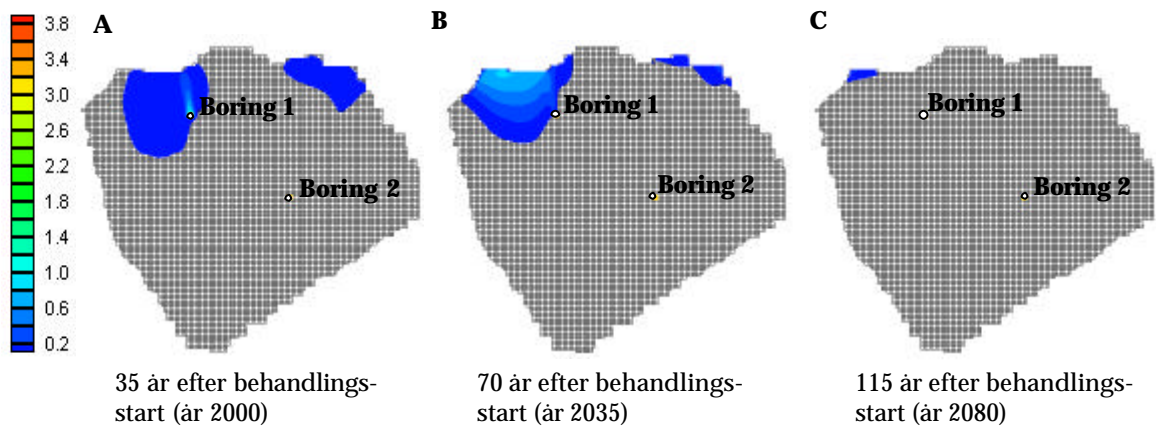 3.8
3.4
3.0
2.6
2.2
1.8
1.4
1.0
0.6
0.2
A
Boring 1
Boring 2
35 år efter behandlings-
start (år 2000)
B
Boring 1
Boring 2
70 år efter behandlings-
start (år 2035)
C
Boring 1
Boring 2
115 år efter behandlings-
start (år 2080)